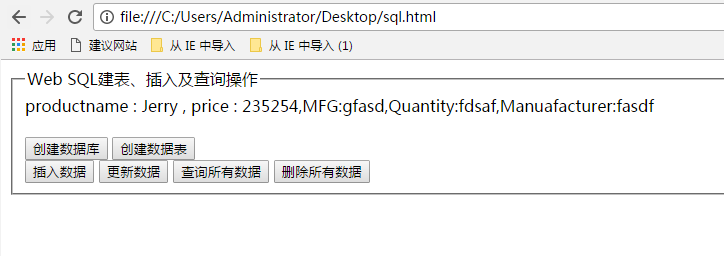 file:///C:/Users/Administrator/Desktop/sql.html
应用 建议网站 从 IE 中导入 从 IE 中导入 (1)
Web SQL建表、插入及查询操作
productname : Jerry , price : 235254,MFG:gfasd,Quantity:fdsaf,Manuafacturer:fasdf
创建数据库 创建数据表
插入数据 更新数据 查询所有数据 删除所有数据